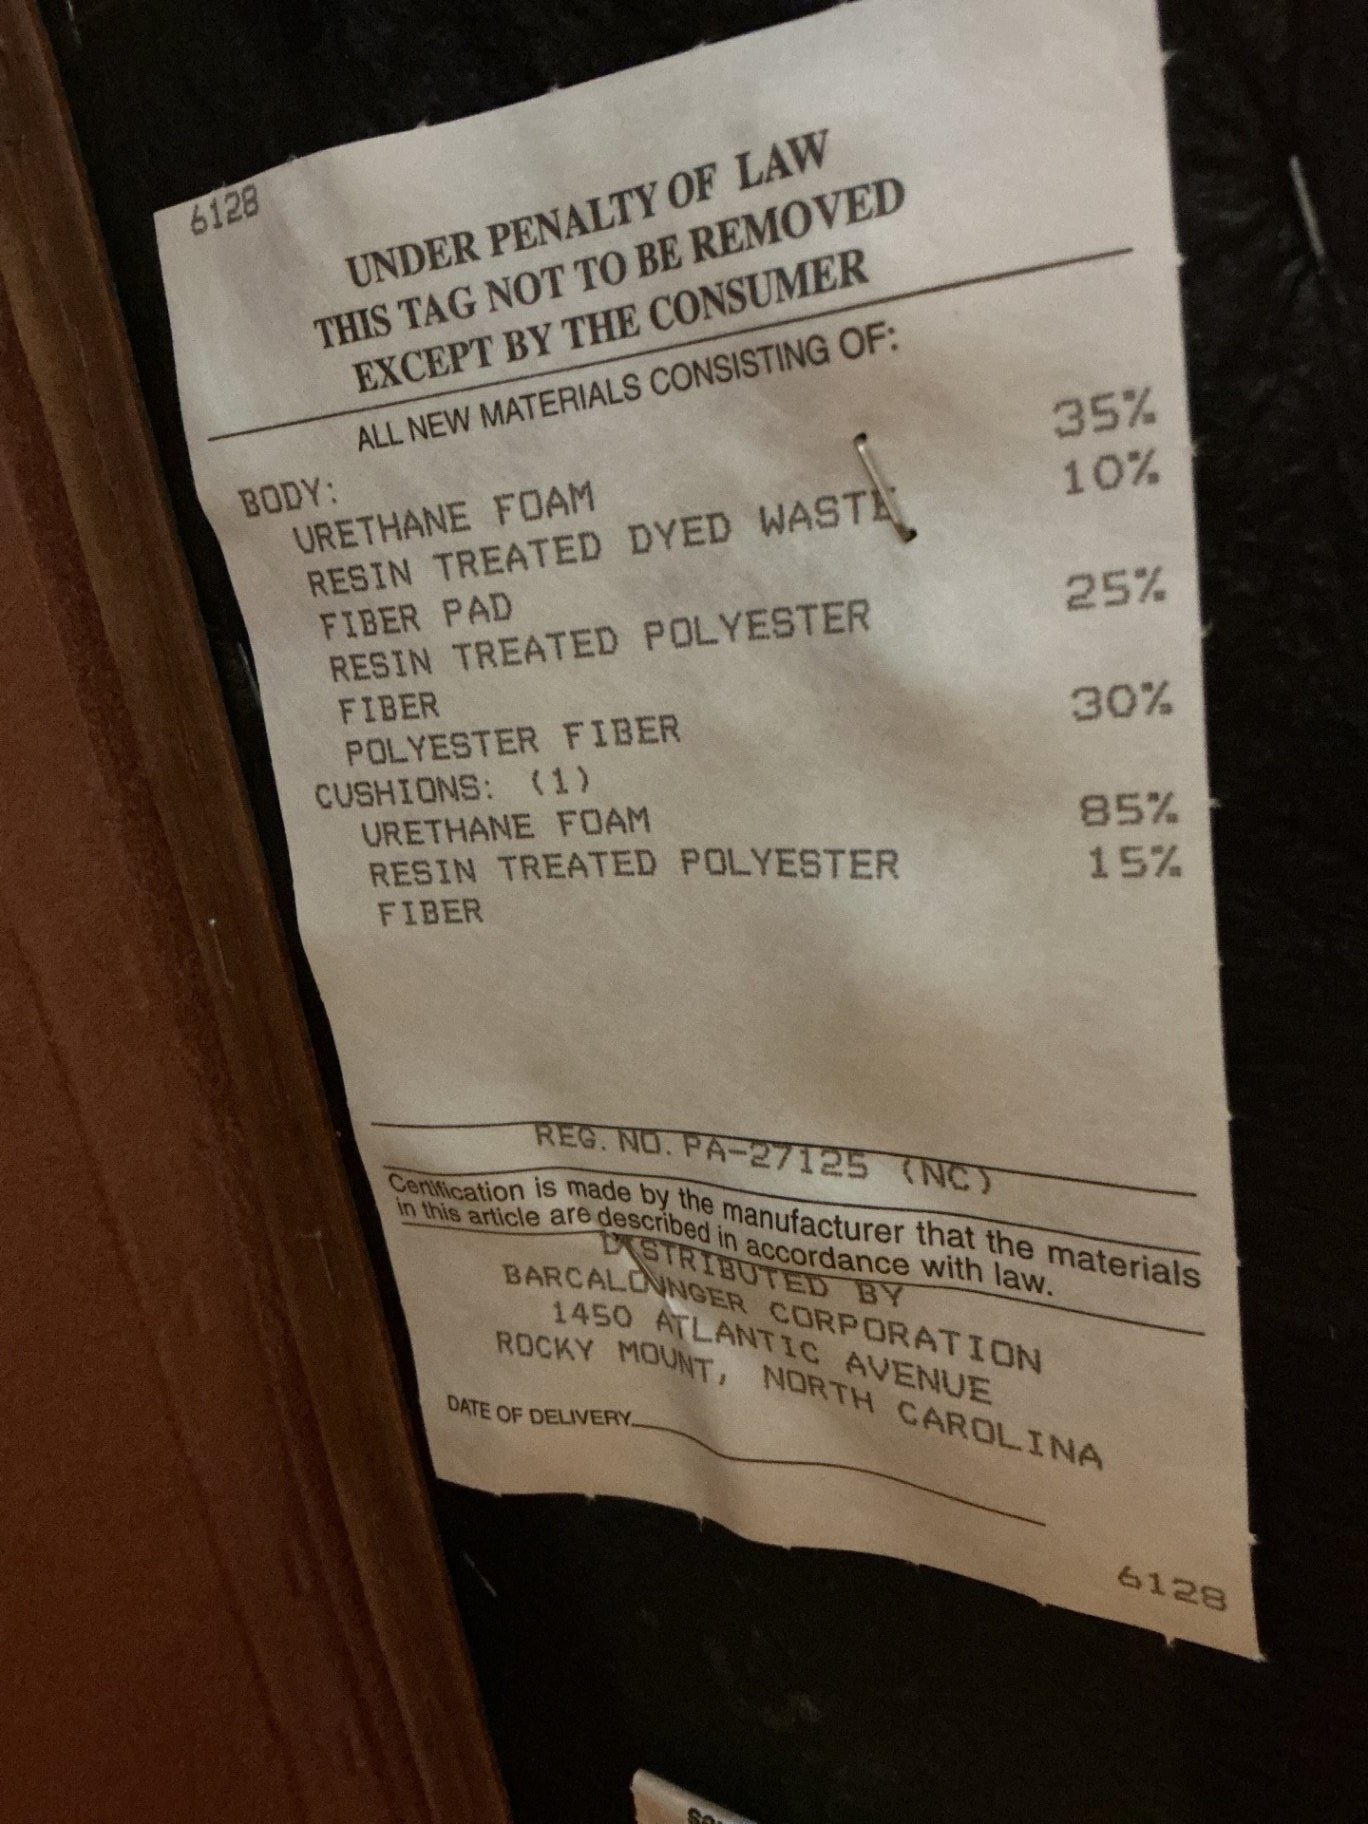 6128
UNDER PENALTY OF LAW
THIS TAG NOT TO BE REMOVED
EXCEPT BY THE CONSUMER
ALL NEW MATERIALS CONSISTING OF:
BODY:
URETHANE FOAM 35%
RESIN TREATED DYED WASTE 10%
FIBER PAD
RESIN TREATED POLYESTER 25%
FIBER
POLYESTER FIBER 30%
CUSHIONS: (1)
URETHANE FOAM 85%
RESIN TREATED POLYESTER 15%
FIBER
REG. NO. PA-27125 (NC)
Certification is made by the manufacturer that the materials
in this article are described in accordance with law.
DISTRIBUTED BY
BARCALOUNGER CORPORATION
1450 ATLANTIC AVENUE
ROCKY MOUNT, NORTH CAROLINA
DATE OF DELIVERY
6128